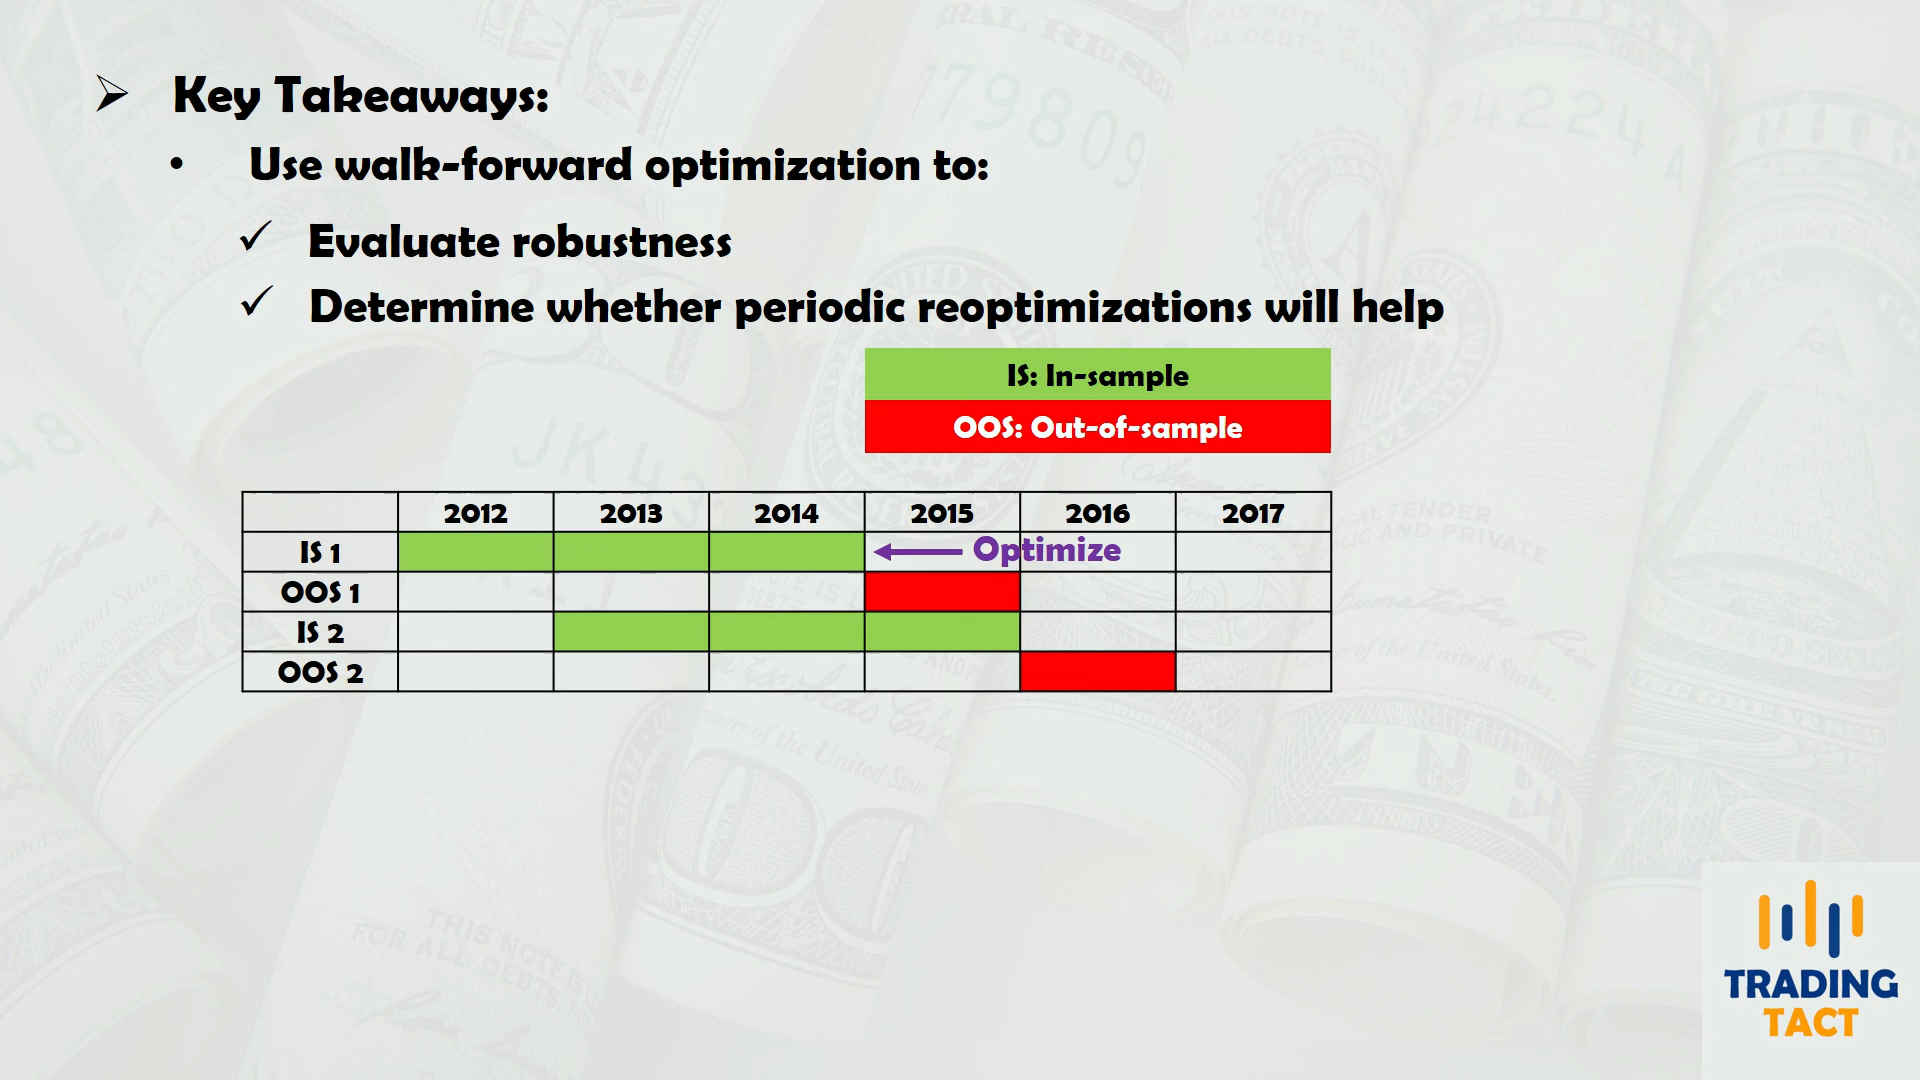 Key Takeaways:
Use walk-forward optimization to:
Evaluate robustness
Determine whether periodic reoptimizations will help
IS: In-sample
OOS: Out-of-sample
2012 2013 2014 2015 2016 2017
IS 1 Optimize
OOS 1
IS 2
OOS 2
TRADING
TACT